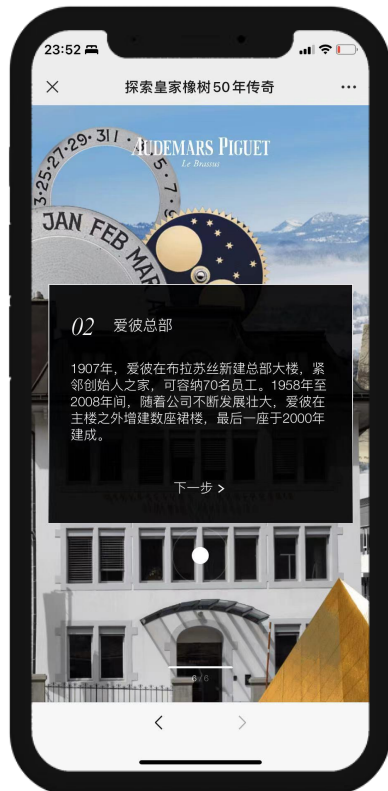 23:52
探索皇家橡树50年传奇
AUDEMARS PIGUET
Le Brassus
3·25·27·29·311·
·5·7·
JAN FEB MAR
02 爱彼总部
1907年，爱彼在布拉苏丝新建总部大楼，紧
邻创始人之家，可容纳70名员工。1958年至
2008年间，随着公司不断发展壮大，爱彼在
主楼之外增建数座裙楼，最后一座于2000年
建成。
下一步 >
6/6